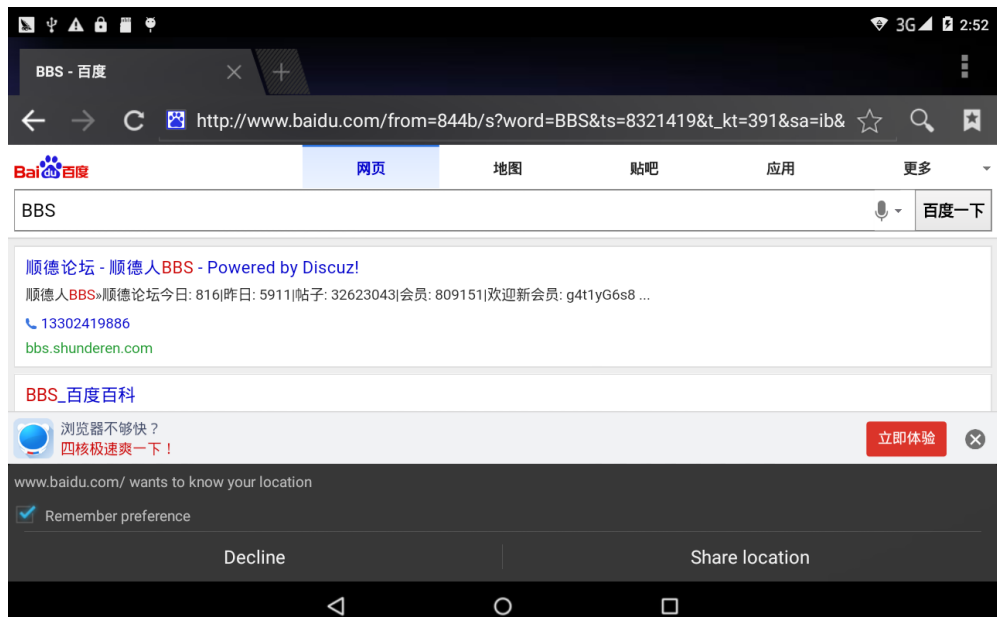 3G 2:52
BBS - 百度
http://www.baidu.com/from=844b/s?word=BBS&ts=8321419&t_kt=391&sa=ib&
Bai du 百度 网页 地图 贴吧 应用 更多
BBS 百度一下
顺德论坛 - 顺德人BBS - Powered by Discuz!
顺德人BBS»顺德论坛今日: 816|昨日: 5911|帖子: 32623043|会员: 809151|欢迎新会员: g4t1yG6s8 ...
13302419886
bbs.shunderen.com
BBS_百度百科
浏览器不够快？
四核极速爽一下！
立即体验
www.baidu.com/ wants to know your location
Remember preference
Decline Share location